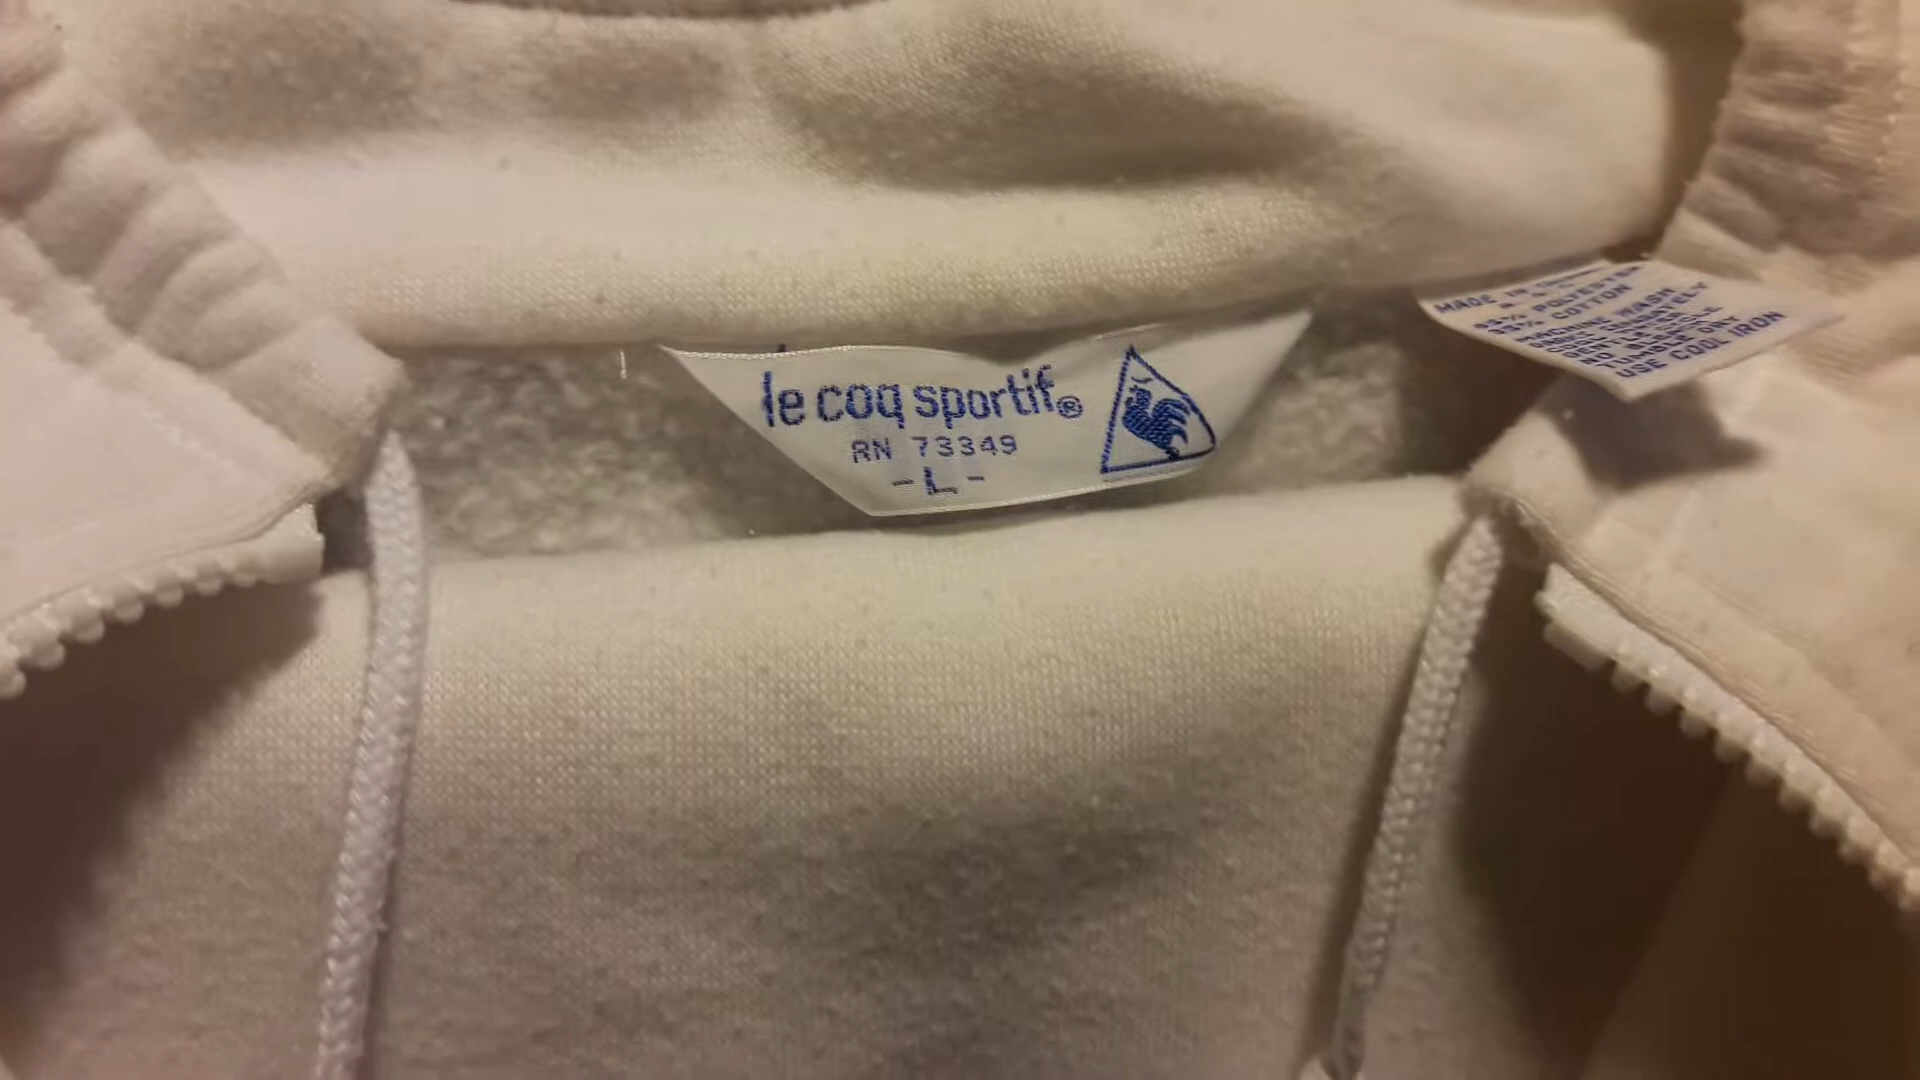 le coq sportif®
RN 73349
- L -
MADE IN
% POLYESTER
% COTTON
MACHINE WASH
TUMBLE DRY
USE COOL IRON